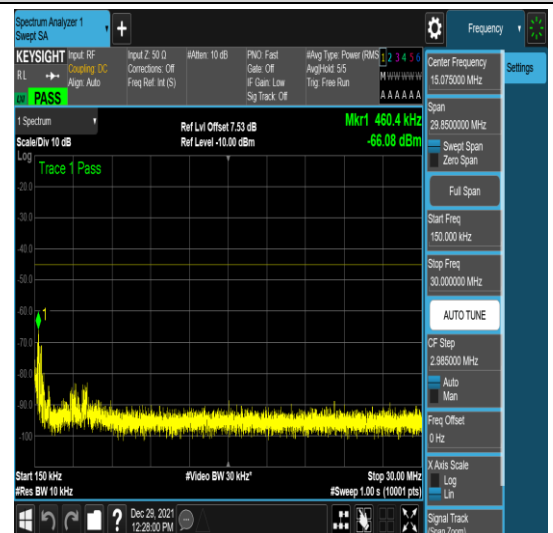 Spectrum Analyzer 1
Swept SA
+
Frequency
KEYSIGHT
RL
PASS
Input: RF
Coupling: DC
Align: Auto
Input Z: 50 Ω
Corrections: Off
Freq Ref: Int (S)
#Atten: 10 dB
PNO: Fast
Gate: Off
IF Gain: Low
Sig Track: Off
#Avg Type: Power (RMS
Avg|Hold: 5/5
Trig: Free Run
1 2 3 4 5 6
M W W W W W
A A A A A A
1 Spectrum
Scale/Div 10 dB
Ref Lvl Offset 7.53 dB
Ref Level -10.00 dBm
Mkr1 460.4 kHz
-66.08 dBm
Log
Trace 1 Pass
-20.0
-30.0
-40.0
-50.0
-60.0
-70.0
-80.0
-90.0
-100
1
Start 150 kHz
#Res BW 10 kHz
#Video BW 30 kHz*
Stop 30.00 MHz
#Sweep 1.00 s (10001 pts)
?
Dec 29, 2021
12:28:00 PM
Center Frequency
15.075000 MHz
Settings
Span
29.8500000 MHz
Swept Span
Zero Span
Full Span
Start Freq
150.000 kHz
Stop Freq
30.000000 MHz
AUTO TUNE
CF Step
2.985000 MHz
Auto
Man
Freq Offset
0 Hz
X Axis Scale
Log
Lin
Signal Track
(Span Zoom)